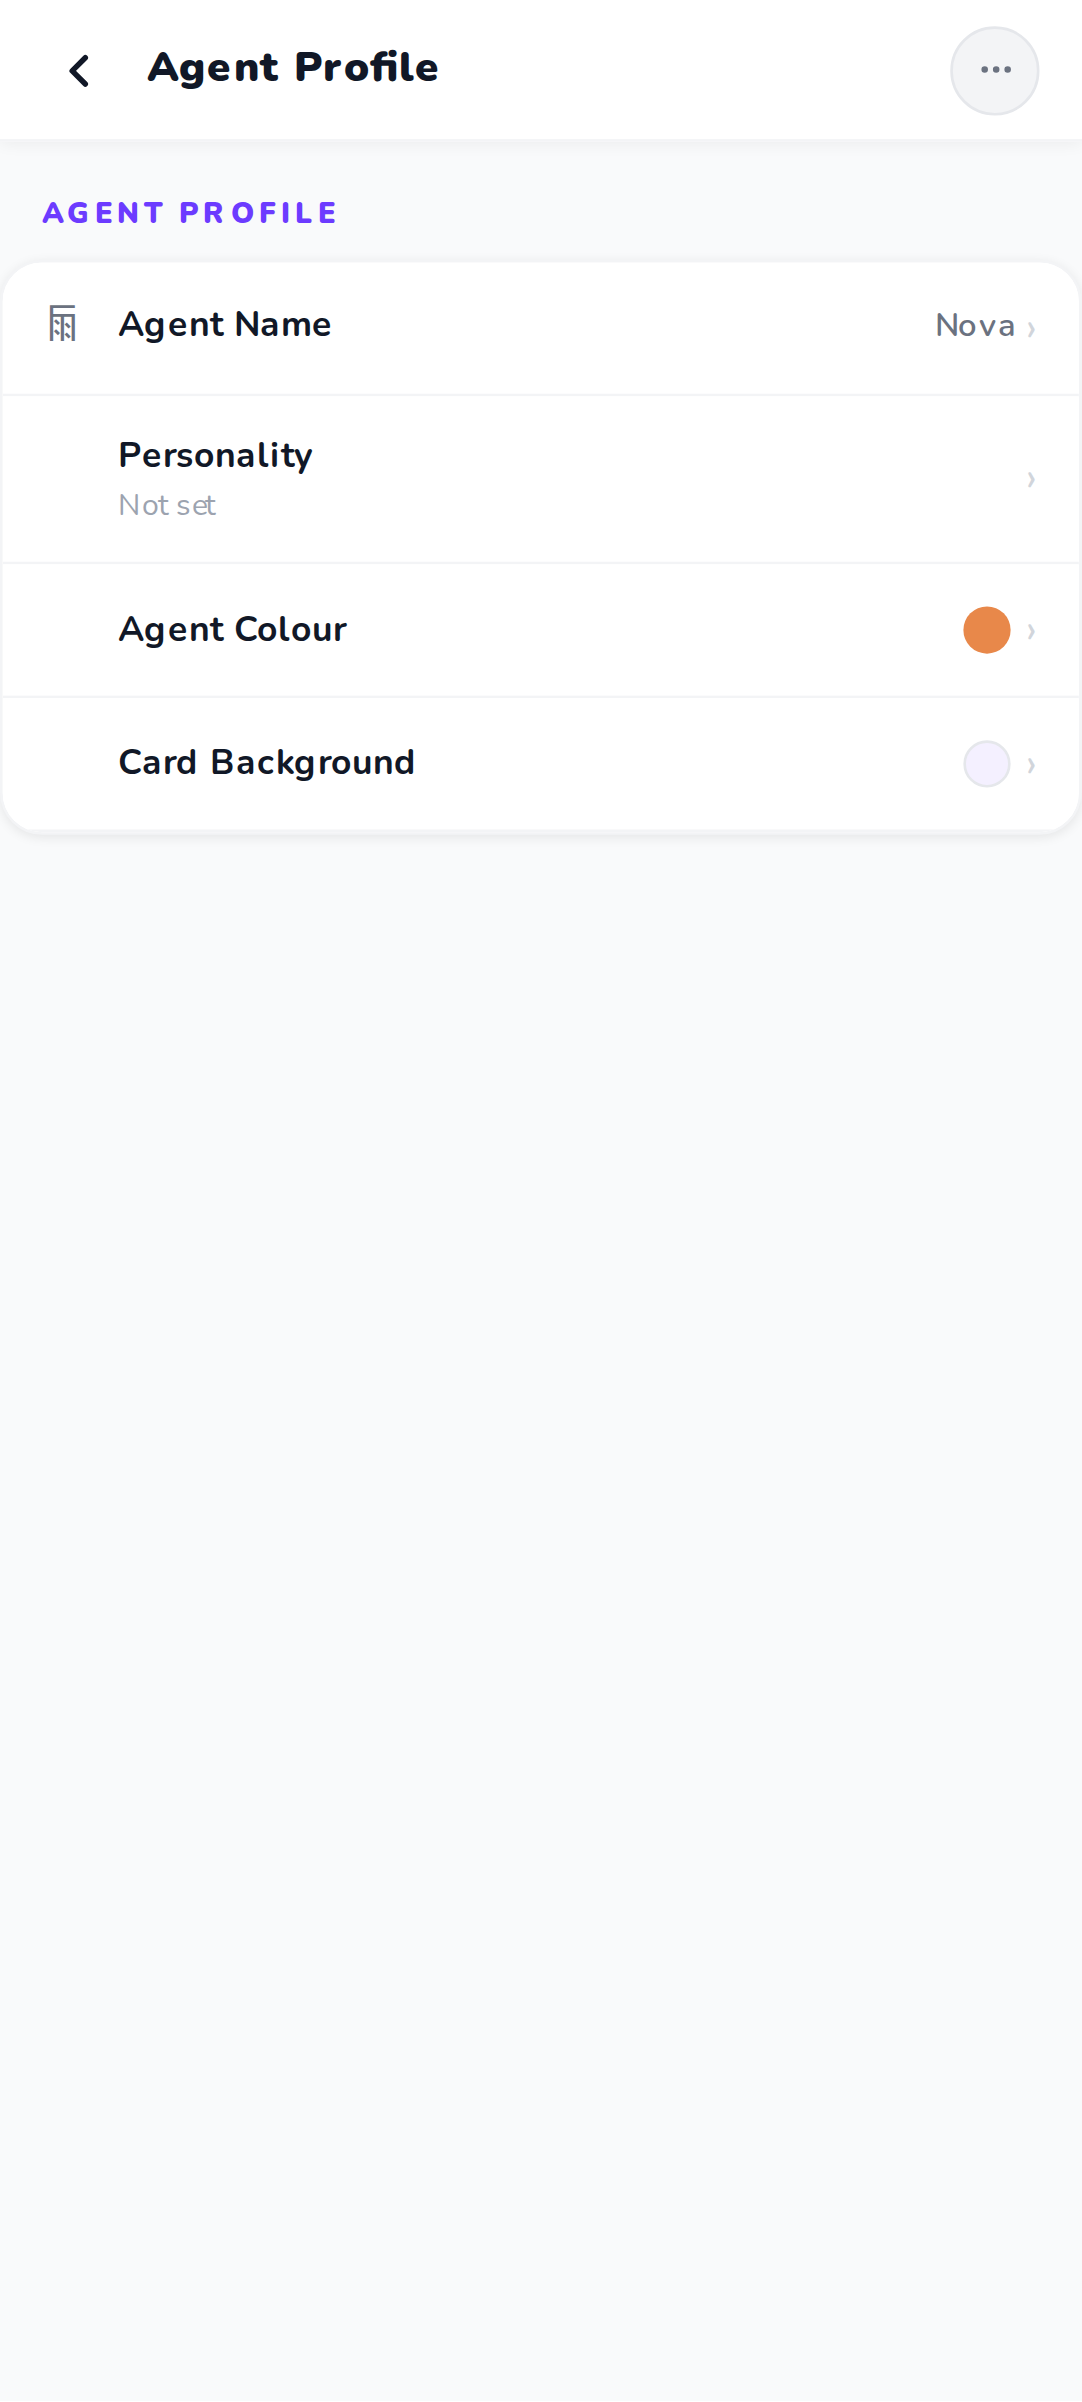 Agent Profile
AGENT PROFILE
Agent Name
Nova
Personality
Not set
Agent Colour
Card Background